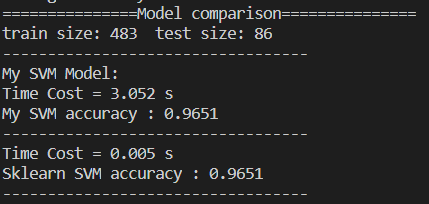 ===============Model comparison===============
train size: 483  test size: 86
----------------------------------
My SVM Model:
Time Cost = 3.052 s
My SVM accuracy : 0.9651
----------------------------------
Time Cost = 0.005 s
Sklearn SVM accuracy : 0.9651
----------------------------------